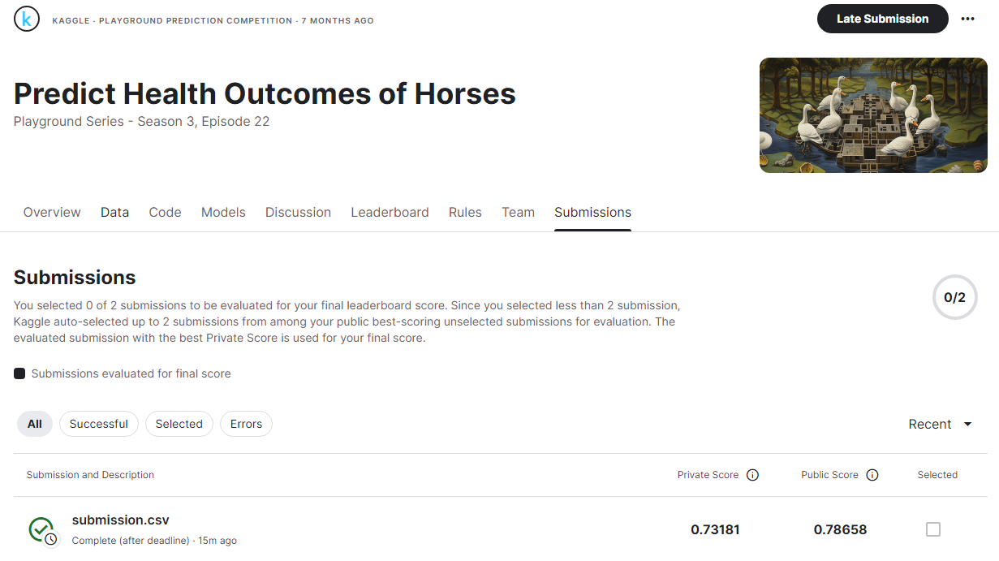 k KAGGLE · PLAYGROUND PREDICTION COMPETITION · 7 MONTHS AGO
Late Submission
Predict Health Outcomes of Horses
Playground Series - Season 3, Episode 22
Overview Data Code Models Discussion Leaderboard Rules Team Submissions
Submissions
You selected 0 of 2 submissions to be evaluated for your final leaderboard score. Since you selected less than 2 submission,
Kaggle auto-selected up to 2 submissions from among your public best-scoring unselected submissions for evaluation. The
evaluated submission with the best Private Score is used for your final score.
0/2
Submissions evaluated for final score
All Successful Selected Errors Recent
Submission and Description Private Score Public Score Selected
submission.csv
Complete (after deadline) · 15m ago
0.73181 0.78658